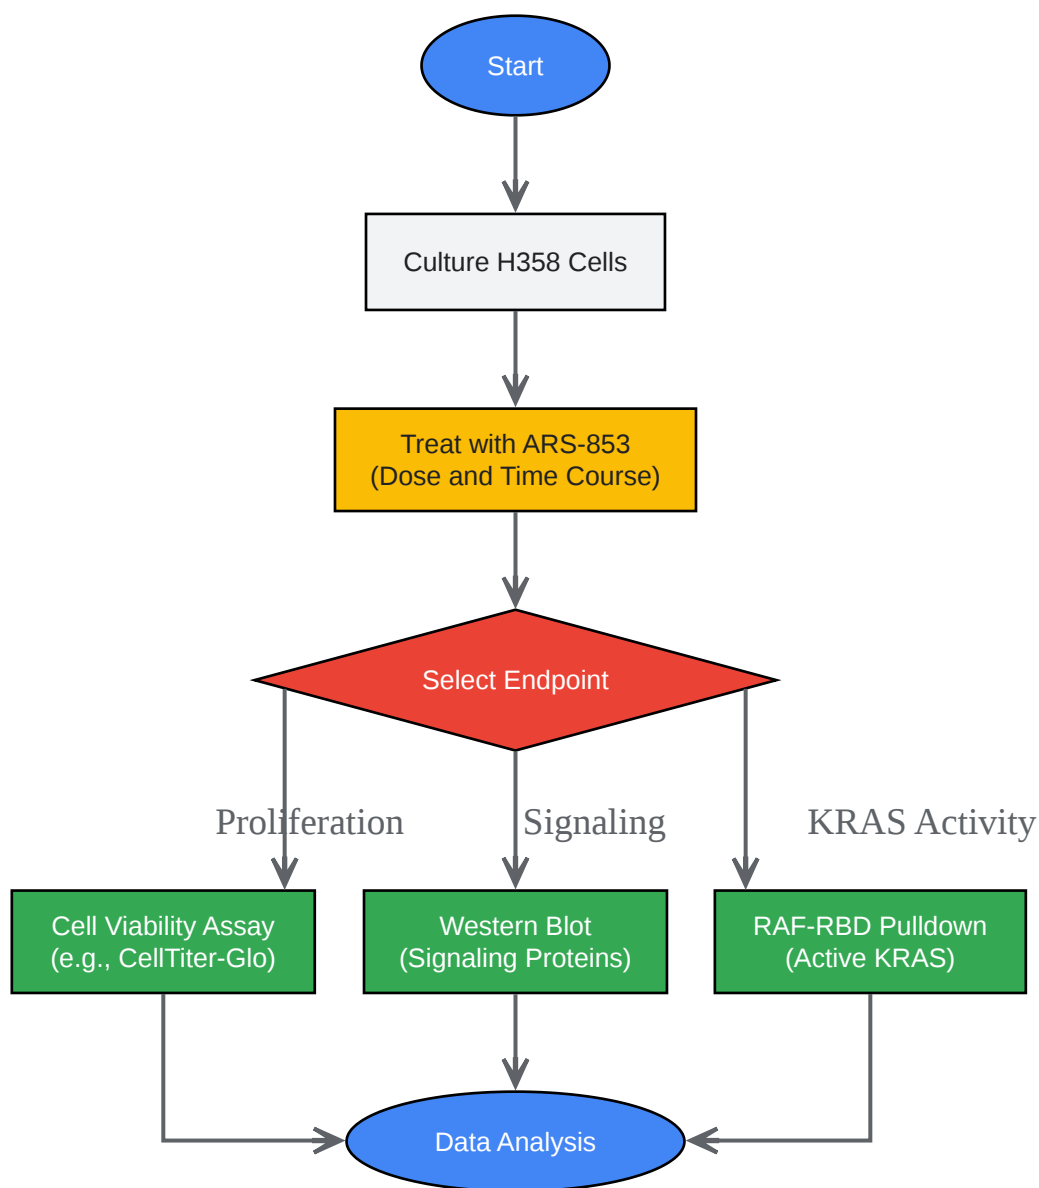 Start
Culture H358 Cells
Treat with ARS-853
(Dose and Time Course)
Select Endpoint
Proliferation
Signaling
KRAS Activity
Cell Viability Assay
(e.g., CellTiter-Glo)
Western Blot
(Signaling Proteins)
RAF-RBD Pulldown
(Active KRAS)
Data Analysis